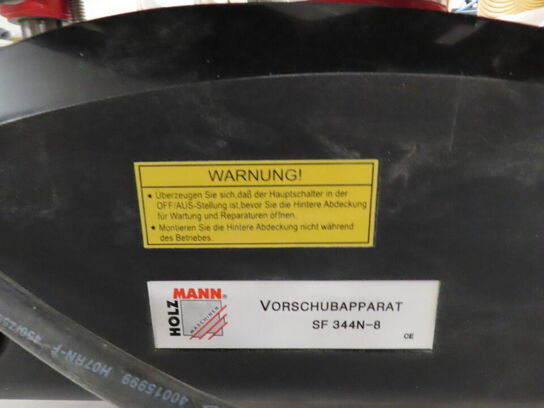 WARNUNG!
• Überzeugen Sie sich,daß der Hauptschalter in der
OFF/AUS-Stellung ist,bevor Sie die Hintere Abdeckung
für Wartung und Reparaturen öffnen.
• Montieren Sie die Hintere Abdeckung nicht während
des Betriebes.
HOLZ
MANN®
MASCHINEN
VORSCHUBAPPARAT
SF 344N-8
CE
40015999 H07RN-F